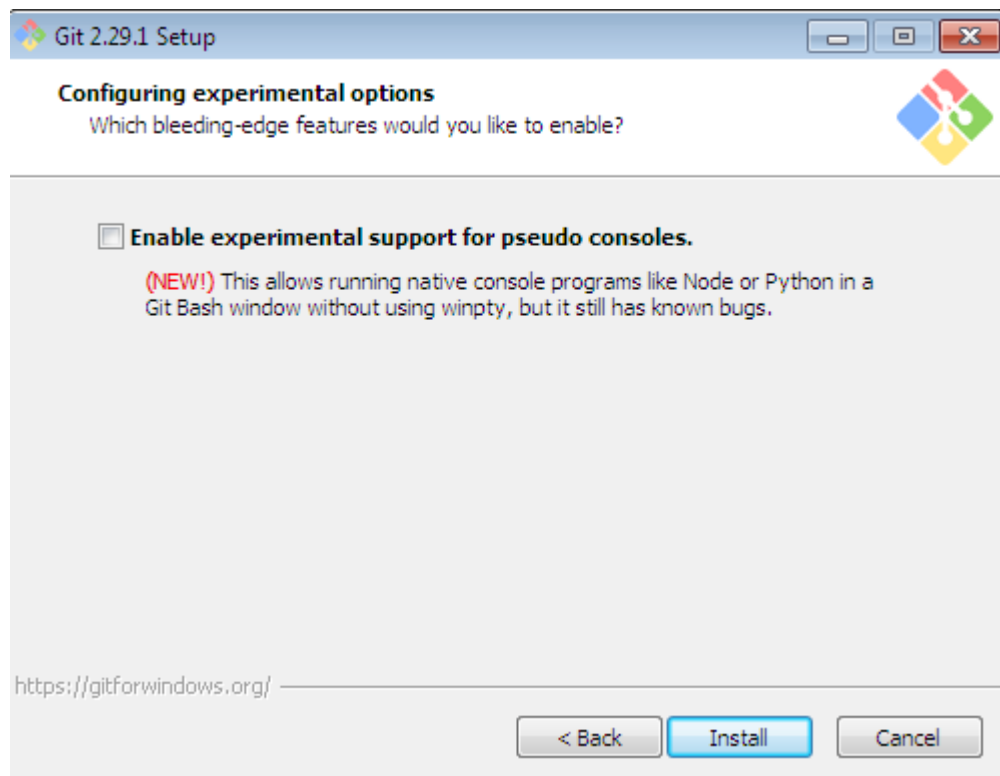 Git 2.29.1 Setup
Configuring experimental options
Which bleeding-edge features would you like to enable?
Enable experimental support for pseudo consoles.
(NEW!) This allows running native console programs like Node or Python in a
Git Bash window without using winpty, but it still has known bugs.
https://gitforwindows.org/
< Back Install Cancel